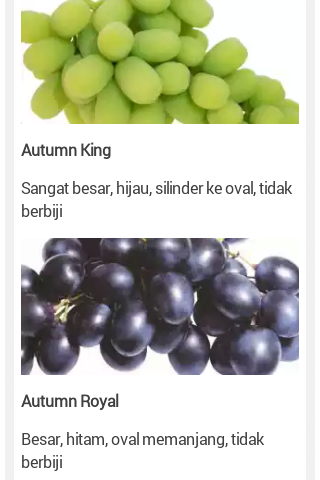 Autumn King
Sangat besar, hijau, silinder ke oval, tidak
berbiji
Autumn Royal
Besar, hitam, oval memanjang, tidak
berbiji